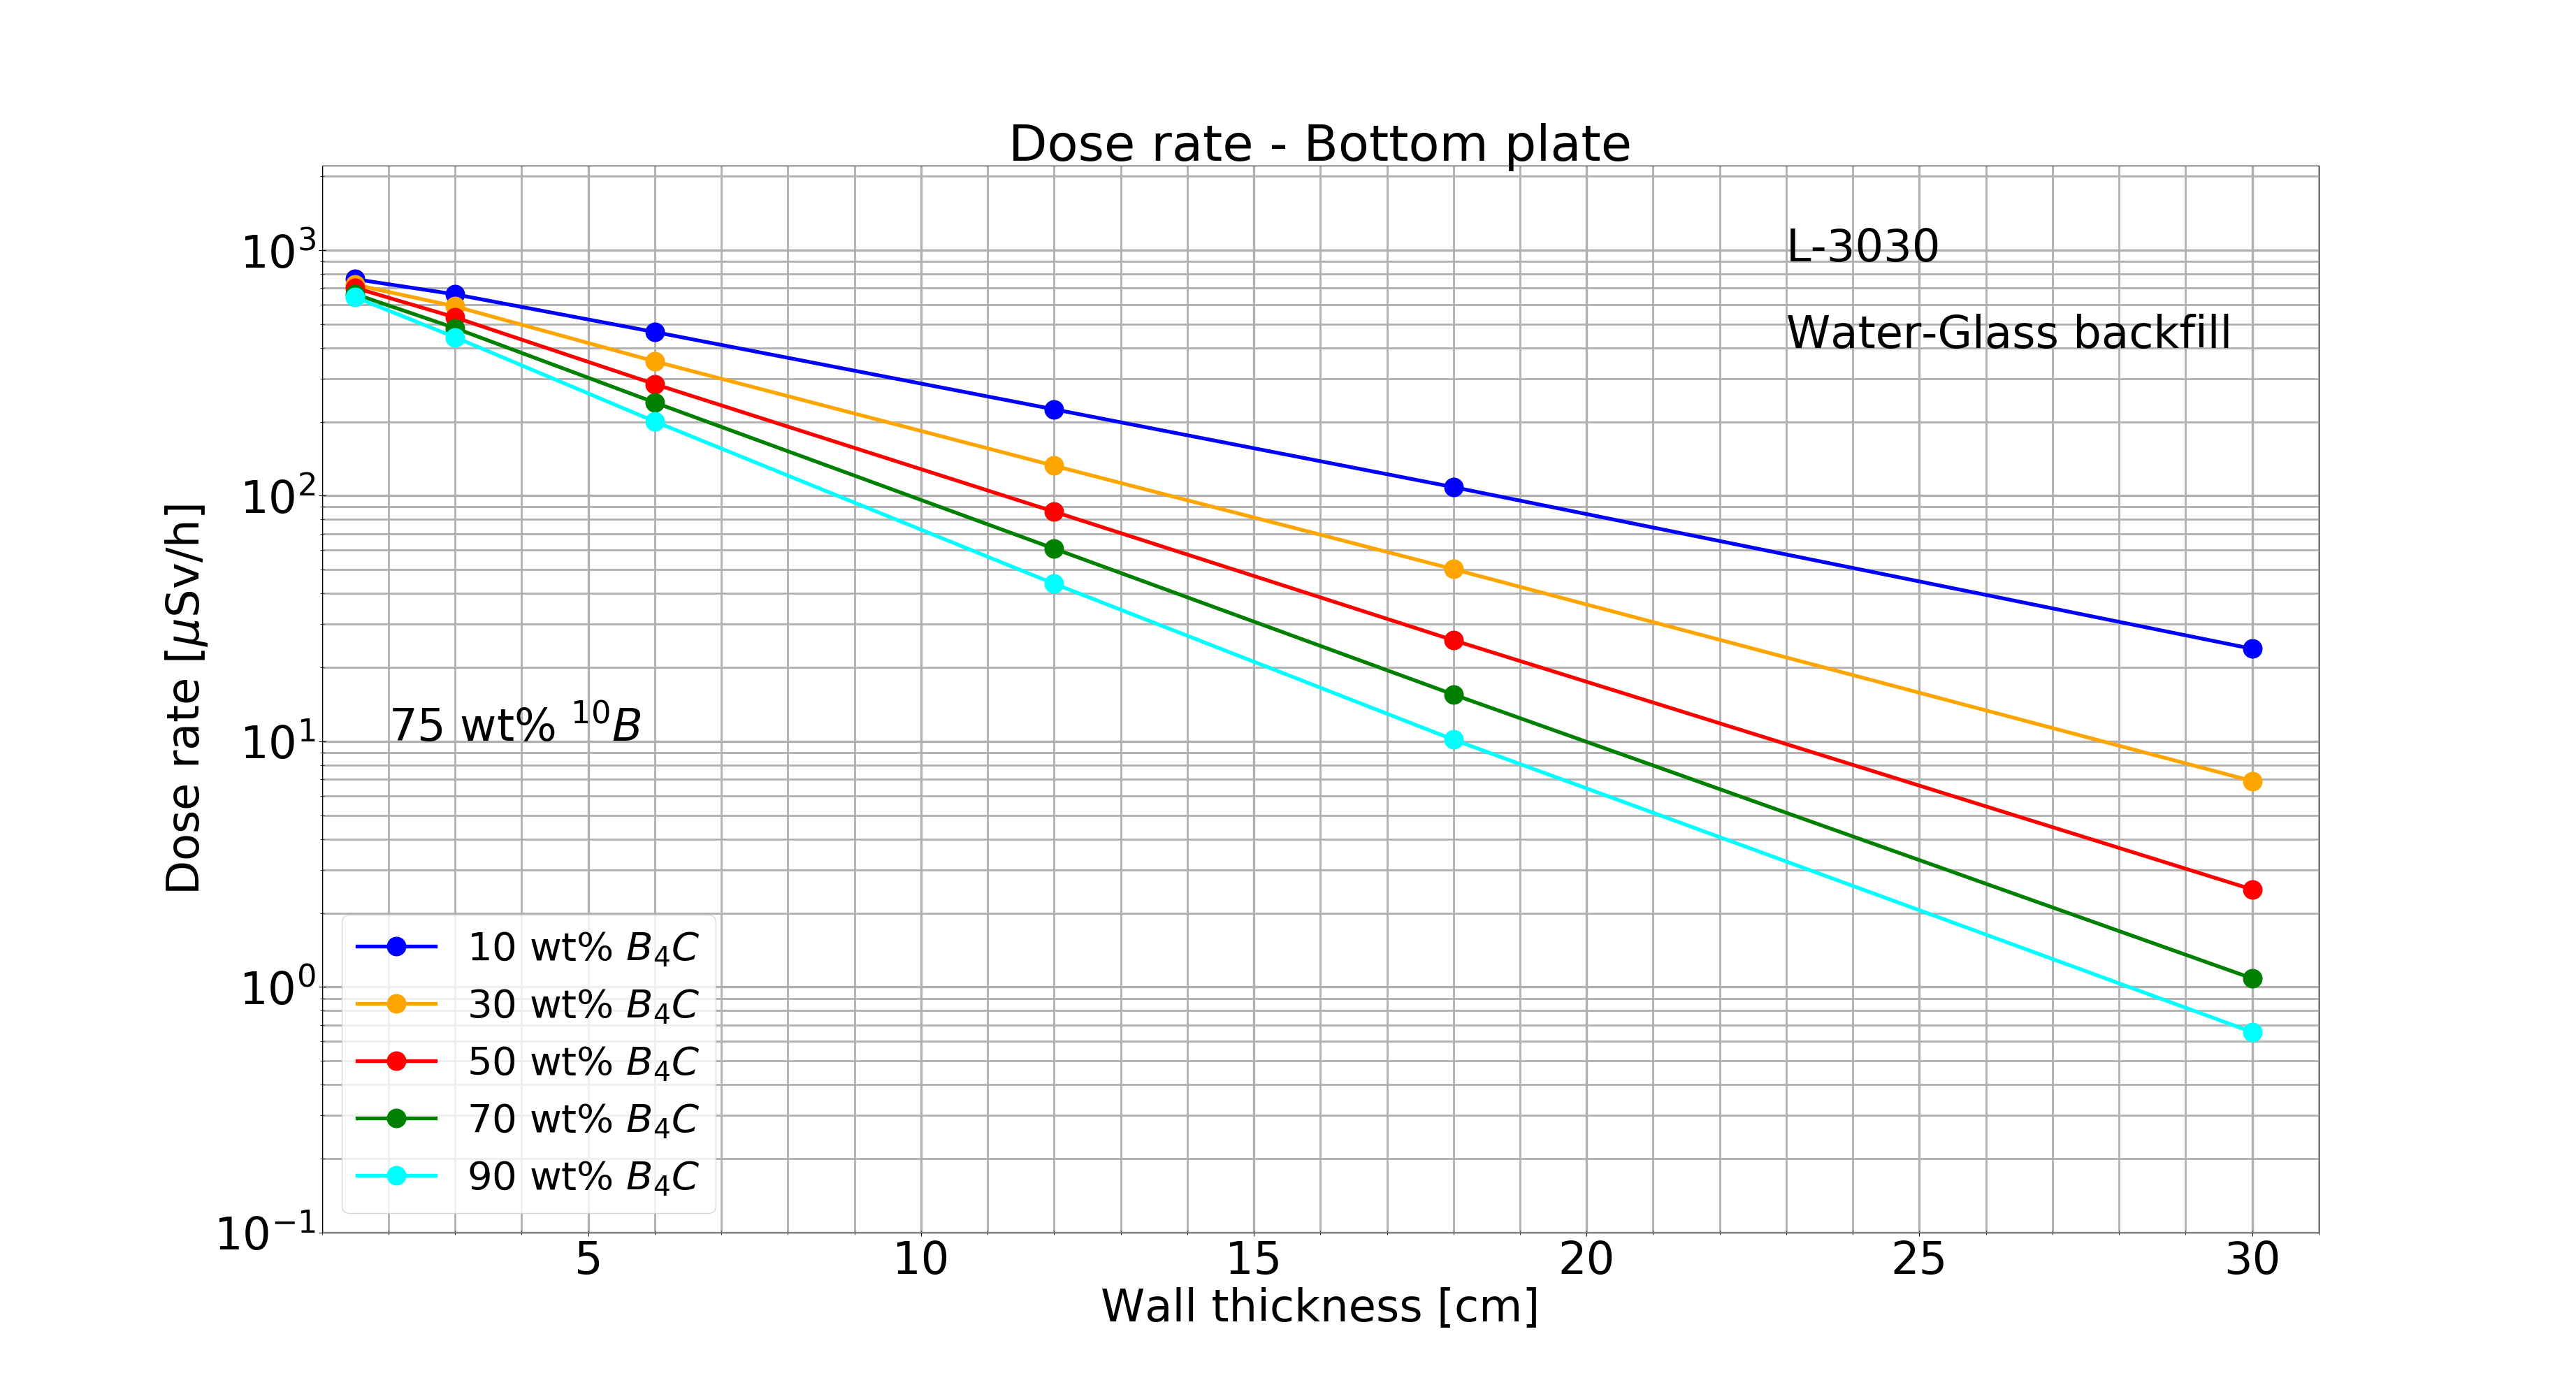 Dose rate - Bottom plate
L-3030
Water-Glass backfill
75 wt% ¹⁰B
10 wt% B₄C
30 wt% B₄C
50 wt% B₄C
70 wt% B₄C
90 wt% B₄C
Dose rate [μSv/h]
10³
10²
10¹
10⁰
10⁻¹
5 10 15 20 25 30
Wall thickness [cm]